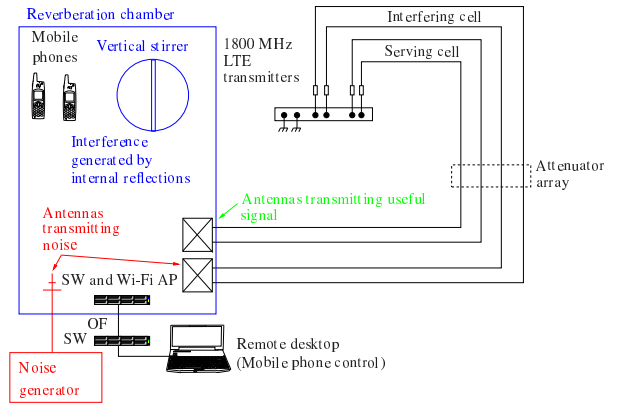 Reverberation chamber
Mobile
phones
Vertical stirrer
Interference
generated by
internal reflections
1800 MHz
LTE
transmitters
Interfering cell
Serving cell
Attenuator
array
Antennas transmitting useful
signal
Antennas
transmitting
noise
SW and Wi-Fi AP
OF
SW
Remote desktop
(Mobile phone control)
Noise
generator